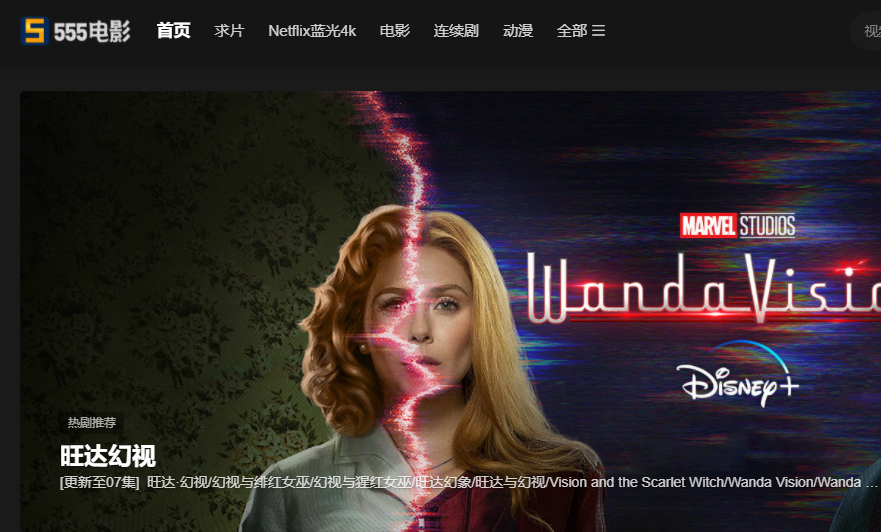 555电影 首页 求片 Netflix蓝光4k 电影 连续剧 动漫 全部
MARVEL STUDIOS
WandaVisio
Disney+
热剧推荐
旺达幻视
[更新至07集] 旺达·幻视/幻视与绯红女巫/幻视与猩红女巫/旺达幻象/旺达与幻视/Vision and the Scarlet Witch/Wanda Vision/Wanda ...